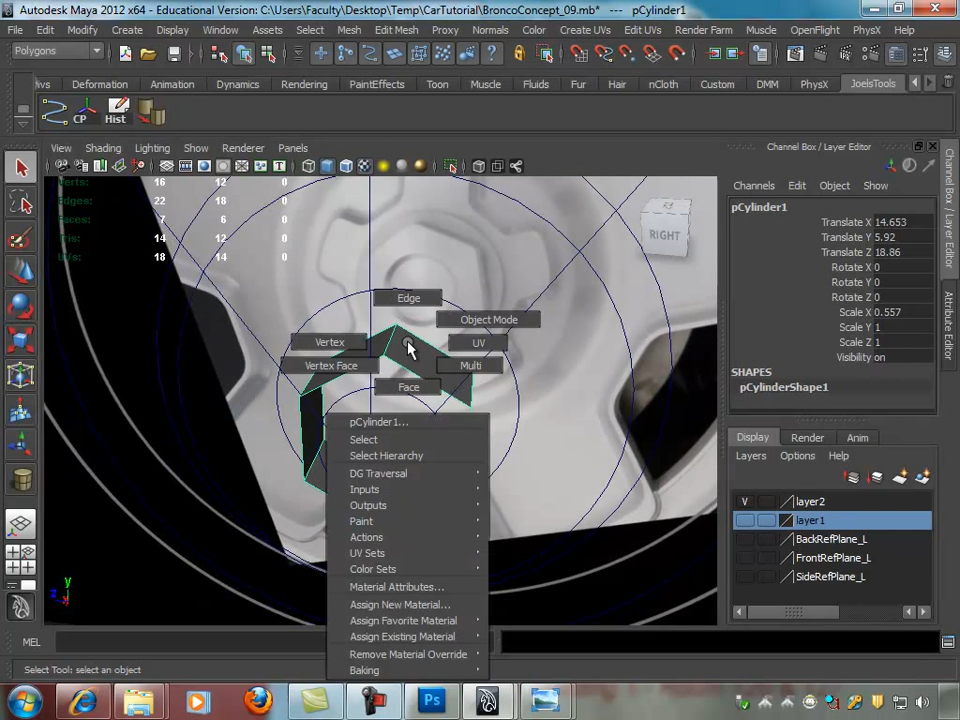 Autodesk Maya 2012 x64 - Educational Version: C:\Users\Faculty\Desktop\Temp\CarTutorial\BroncoConcept_09.mb* --- pCylinder1
File Edit Modify Create Display Window Assets Select Mesh Edit Mesh Proxy Normals Color Create UVs Edit UVs Render Farm Muscle OpenFlight PhysX Help
Polygons
ivs Deformation Animation Dynamics Rendering PaintEffects Toon Muscle Fluids Fur Hair nCloth Custom DMM PhysX JoelsTools
CP Hist
View Shading Lighting Show Renderer Panels
Channel Box / Layer Editor
Channels Edit Object Show
Verts: 16 12 0
Edges: 22 18 0
Faces: 7 6 0
Tris: 14 12 0
UVs: 18 14 0
RIGHT
pCylinder1
Translate X 14.653
Translate Y 5.92
Translate Z 18.86
Rotate X 0
Rotate Y 0
Rotate Z 0
Scale X 0.557
Scale Y 1
Scale Z 1
Visibility on
SHAPES
pCylinderShape1
Edge
Object Mode
Vertex
UV
Vertex Face
Multi
Face
pCylinder1...
Select
Select Hierarchy
DG Traversal
Inputs
Outputs
Paint
Actions
UV Sets
Color Sets
Material Attributes...
Assign New Material...
Assign Favorite Material
Assign Existing Material
Remove Material Override
Baking
Display Render Anim
Layers Options Help
V layer2
layer1
BackRefPlane_L
FrontRefPlane_L
SideRefPlane_L
Channel Box / Layer Editor
Attribute Editor
y
z
x
MEL
Select Tool: select an object